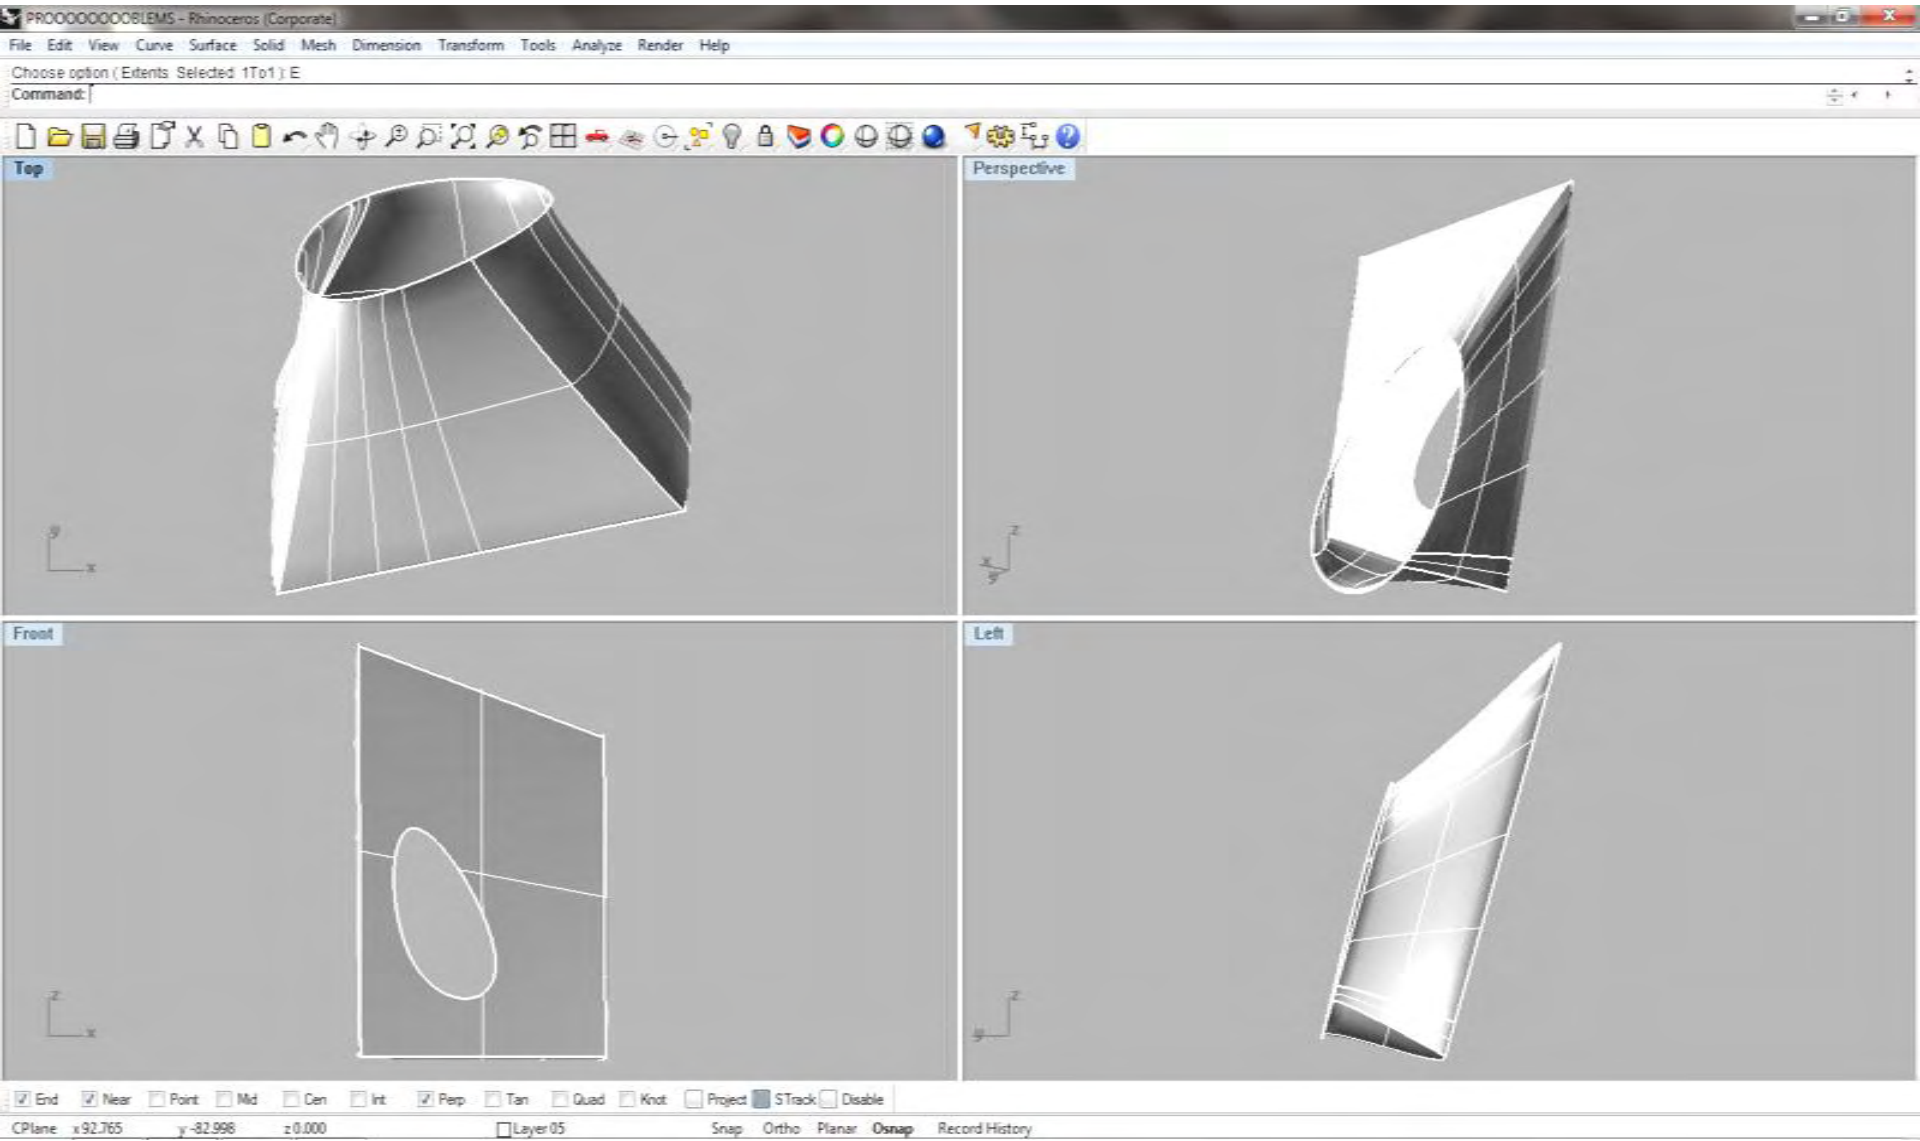 PROOOOOOOOBLEMS - Rhinoceros (Corporate)
File Edit View Curve Surface Solid Mesh Dimension Transform Tools Analyze Render Help
Choose option ( Extents Selected 1To1 ): E
Command:
Top
Perspective
y
x
z
x
y
Front
Left
z
x
z
y
End Near Point Mid Cen Int Perp Tan Quad Knot Project STrack Disable
CPlane x 92.765 y -82.998 z 0.000 Layer 05 Snap Ortho Planar Osnap Record History